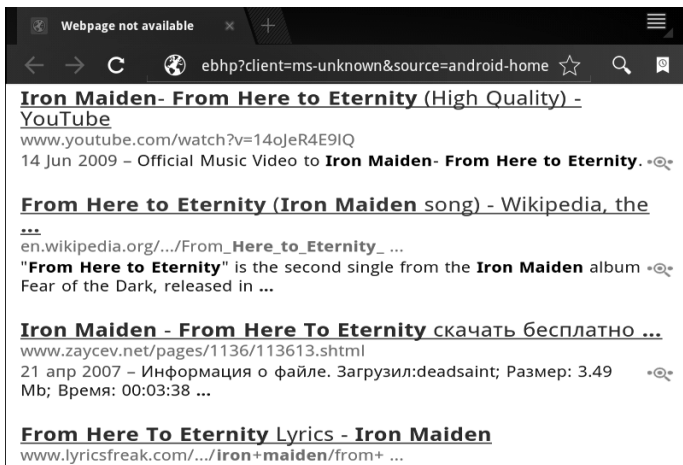 Webpage not available
ebhp?client=ms-unknown&source=android-home
Iron Maiden- From Here to Eternity (High Quality) -
YouTube
www.youtube.com/watch?v=14oJeR4E9IQ
14 Jun 2009 – Official Music Video to Iron Maiden- From Here to Eternity.
From Here to Eternity (Iron Maiden song) - Wikipedia, the
...
en.wikipedia.org/.../From_Here_to_Eternity_ ...
"From Here to Eternity" is the second single from the Iron Maiden album
Fear of the Dark, released in ...
Iron Maiden - From Here To Eternity скачать бесплатно ...
www.zaycev.net/pages/1136/113613.shtml
21 апр 2007 – Информация о файле. Загрузил:deadsaint; Размер: 3.49
Mb; Время: 00:03:38 ...
From Here To Eternity Lyrics - Iron Maiden
www.lyricsfreak.com/.../iron+maiden/from+ ...